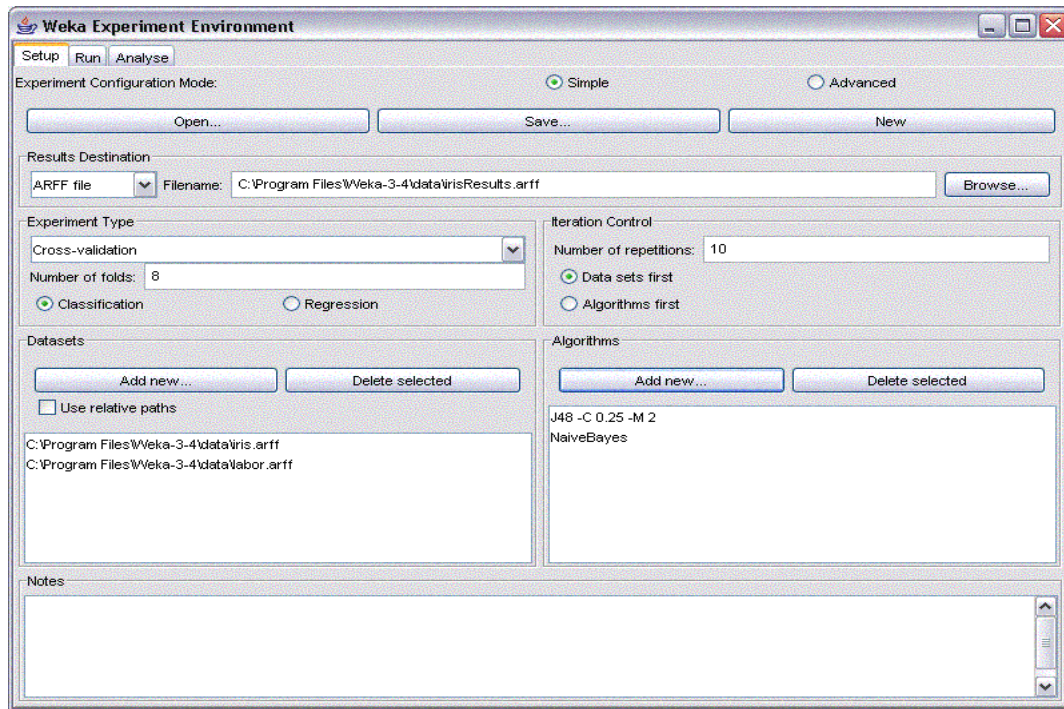 Weka Experiment Environment
Setup Run Analyse
Experiment Configuration Mode: Simple Advanced
Open... Save... New
Results Destination
ARFF file Filename: C:\Program Files\Weka-3-4\data\irisResults.arff Browse...
Experiment Type
Cross-validation
Number of folds: 8
Classification Regression
Iteration Control
Number of repetitions: 10
Data sets first
Algorithms first
Datasets
Add new... Delete selected
Use relative paths
C:\Program Files\Weka-3-4\data\iris.arff
C:\Program Files\Weka-3-4\data\labor.arff
Algorithms
Add new... Delete selected
J48 -C 0.25 -M 2
NaiveBayes
Notes